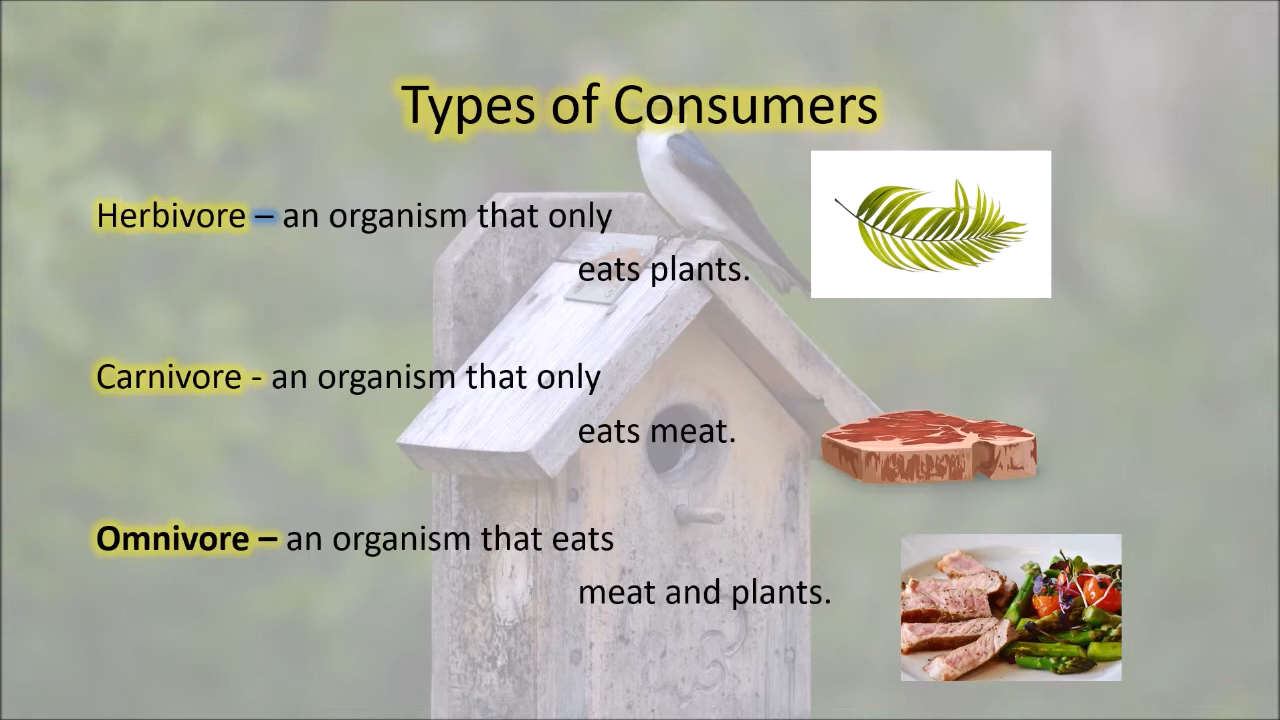 Types of Consumers
Herbivore – an organism that only
eats plants.
Carnivore - an organism that only
eats meat.
Omnivore – an organism that eats
meat and plants.